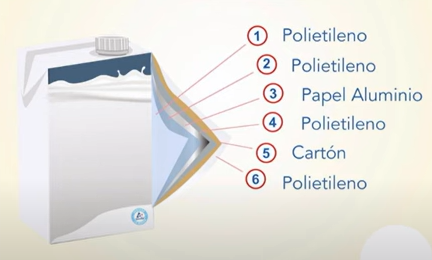 1 Polietileno
2 Polietileno
3 Papel Aluminio
4 Polietileno
5 Cartón
6 Polietileno